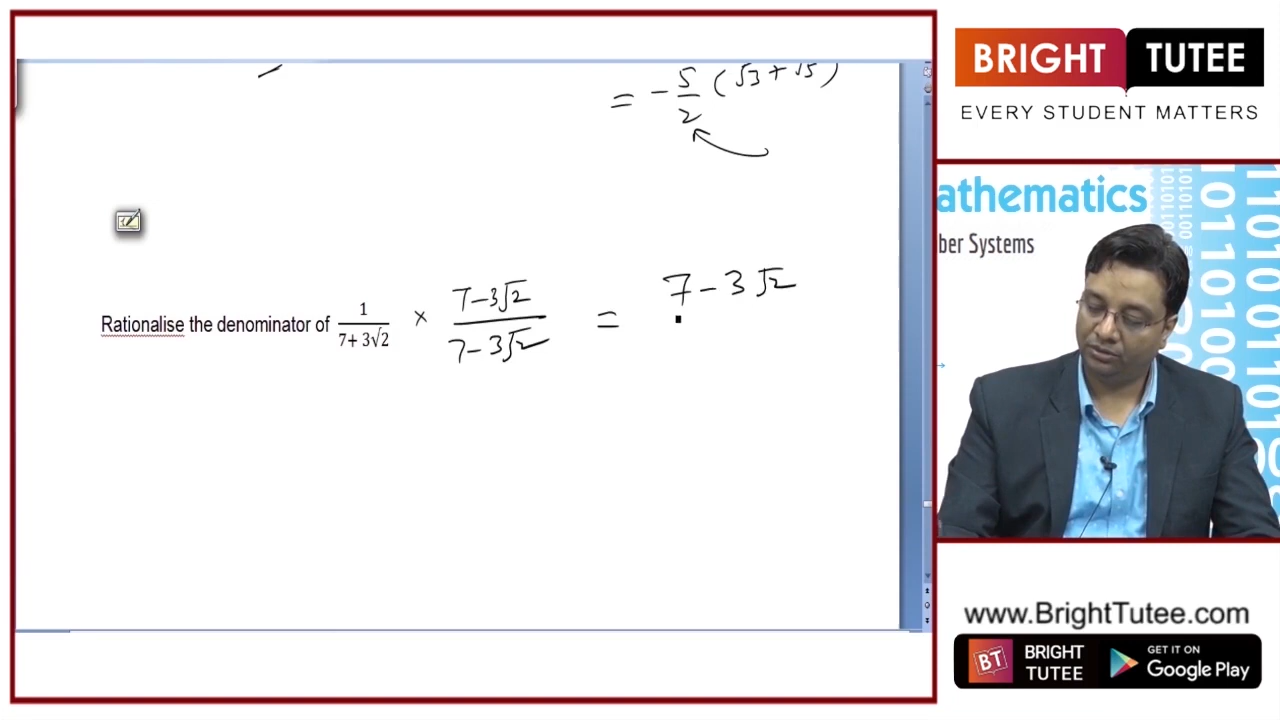 = - 5/2 (√3 + √5)
Rationalise the denominator of 1/(7+ 3√2) × (7-3√2)/(7-3√2) = 7-3√2
BRIGHT TUTEE
EVERY STUDENT MATTERS
athematics
ber Systems
www.BrightTutee.com
BT BRIGHT TUTEE
GET IT ON
Google Play